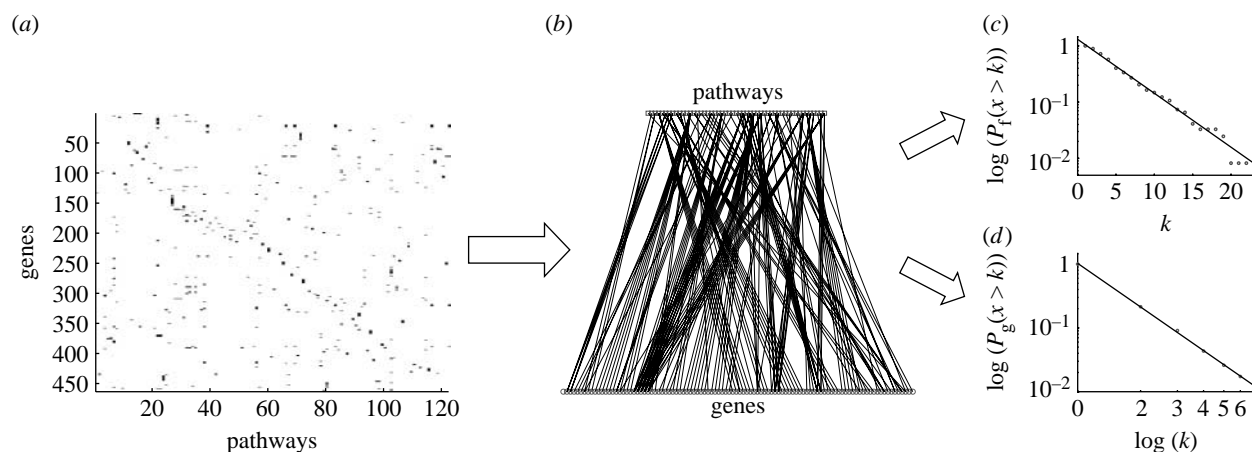 (a)
genes
50
100
150
200
250
300
350
400
450
20 40 60 80 100 120
pathways
(b)
pathways
genes
(c)
log (P_f(x > k))
1
10^{-1}
10^{-2}
0 5 10 15 20
k
(d)
log (P_g(x > k))
1
10^{-1}
10^{-2}
0 2 3 4 5 6
log (k)